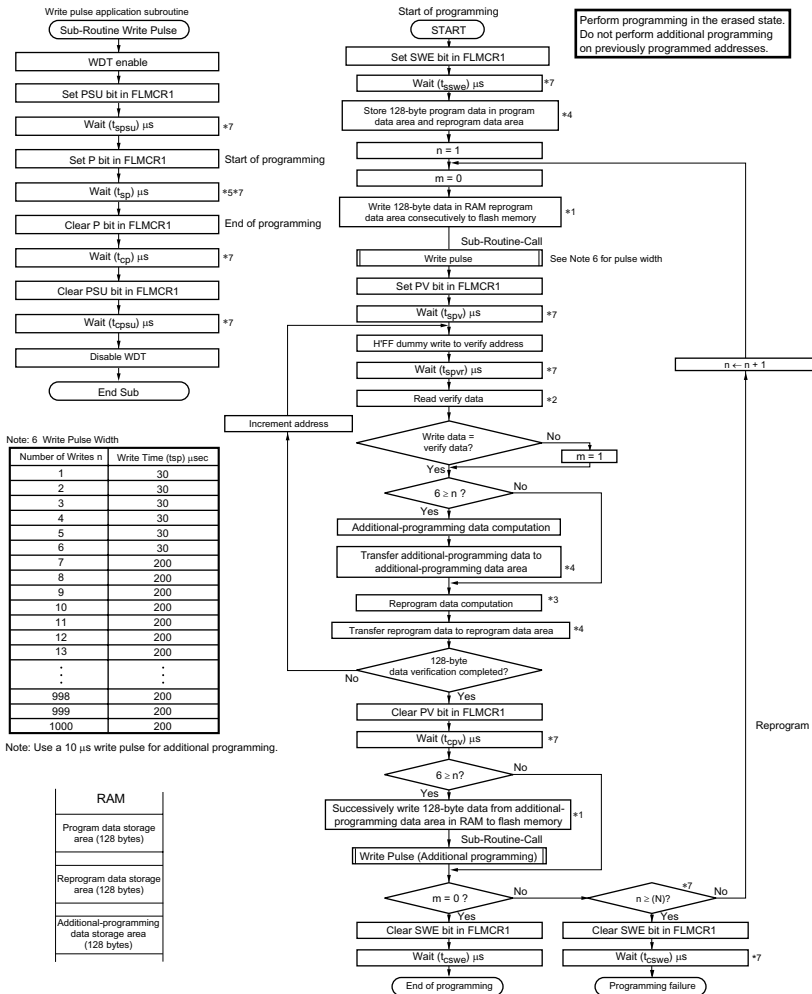 Write pulse application subroutine
Sub-Routine Write Pulse
WDT enable
Set PSU bit in FLMCR1
Wait (tspsu) μs
*7
Set P bit in FLMCR1
Start of programming
Wait (tsp) μs
*5*7
Clear P bit in FLMCR1
End of programming
Wait (tcp) μs
*7
Clear PSU bit in FLMCR1
Wait (tcpsu) μs
*7
Disable WDT
End Sub
Note: 6 Write Pulse Width
Number of Writes n Write Time (tsp) μsec
1 30
2 30
3 30
4 30
5 30
6 30
7 200
8 200
9 200
10 200
11 200
12 200
13 200
⋮ ⋮
998 200
999 200
1000 200
Note: Use a 10 μs write pulse for additional programming.
RAM
Program data storage
area (128 bytes)
Reprogram data storage
area (128 bytes)
Additional-programming
data storage area
(128 bytes)
Start of programming
START
Set SWE bit in FLMCR1
Wait (tsswe) μs
*7
Store 128-byte program data in program
data area and reprogram data area
*4
n = 1
m = 0
Write 128-byte data in RAM reprogram
data area consecutively to flash memory
*1
Sub-Routine-Call
Write pulse
See Note 6 for pulse width
Set PV bit in FLMCR1
Wait (tspv) μs
*7
H'FF dummy write to verify address
Wait (tspvr) μs
*7
Read verify data
*2
Increment address
Write data =
verify data?
No
m = 1
Yes
6 ≥ n ?
No
Yes
Additional-programming data computation
Transfer additional-programming data to
additional-programming data area
*4
Reprogram data computation
*3
Transfer reprogram data to reprogram data area
*4
128-byte
data verification completed?
No
Yes
Clear PV bit in FLMCR1
Wait (tcpv) μs
*7
6 ≥ n?
No
Yes
Successively write 128-byte data from additional-
programming data area in RAM to flash memory
*1
Sub-Routine-Call
Write Pulse (Additional programming)
m = 0 ?
No
Yes
Clear SWE bit in FLMCR1
Wait (tcswe) μs
End of programming
n ≥ (N)?
*7
No
Yes
Clear SWE bit in FLMCR1
Wait (tcswe) μs
*7
Programming failure
n ← n + 1
Reprogram
Perform programming in the erased state.
Do not perform additional programming
on previously programmed addresses.